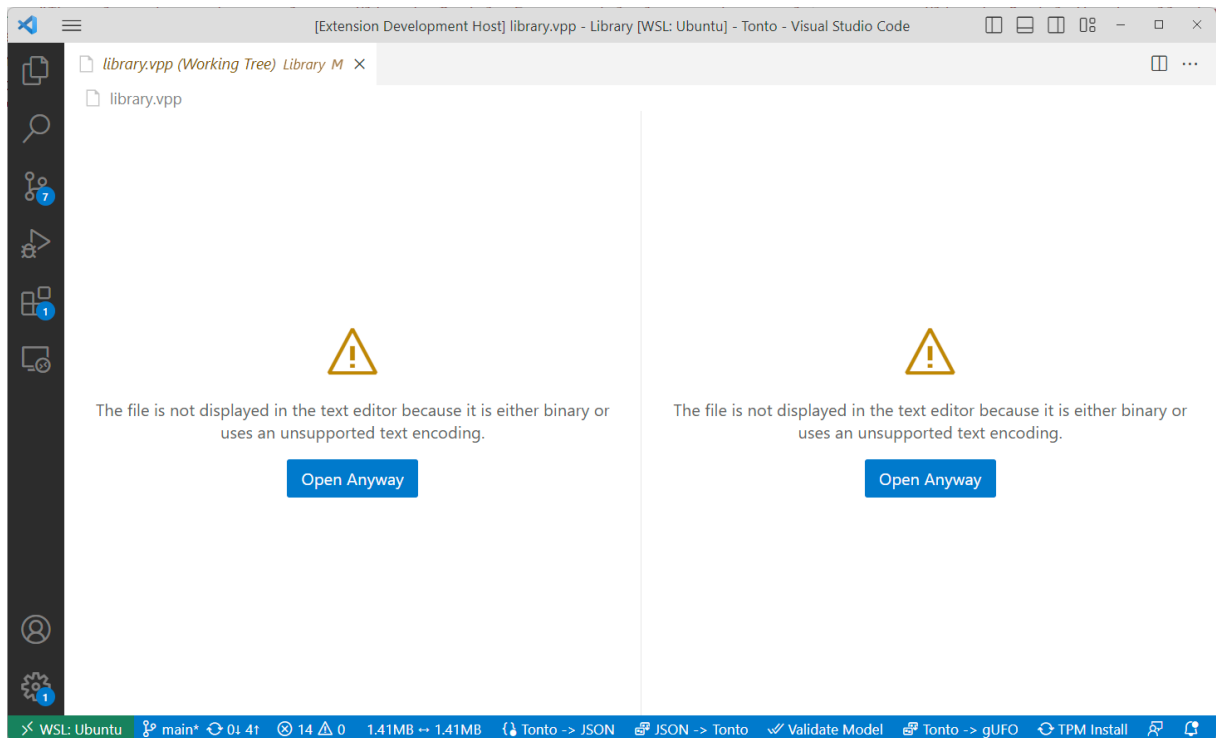 [Extension Development Host] library.vpp - Library [WSL: Ubuntu] - Tonto - Visual Studio Code
library.vpp (Working Tree) Library M
library.vpp
7
1
The file is not displayed in the text editor because it is either binary or
uses an unsupported text encoding.
Open Anyway
The file is not displayed in the text editor because it is either binary or
uses an unsupported text encoding.
Open Anyway
1
WSL: Ubuntu main* 0↓ 4↑ 14 0 1.41MB ↔ 1.41MB Tonto -> JSON JSON -> Tonto Validate Model Tonto -> gUFO TPM Install